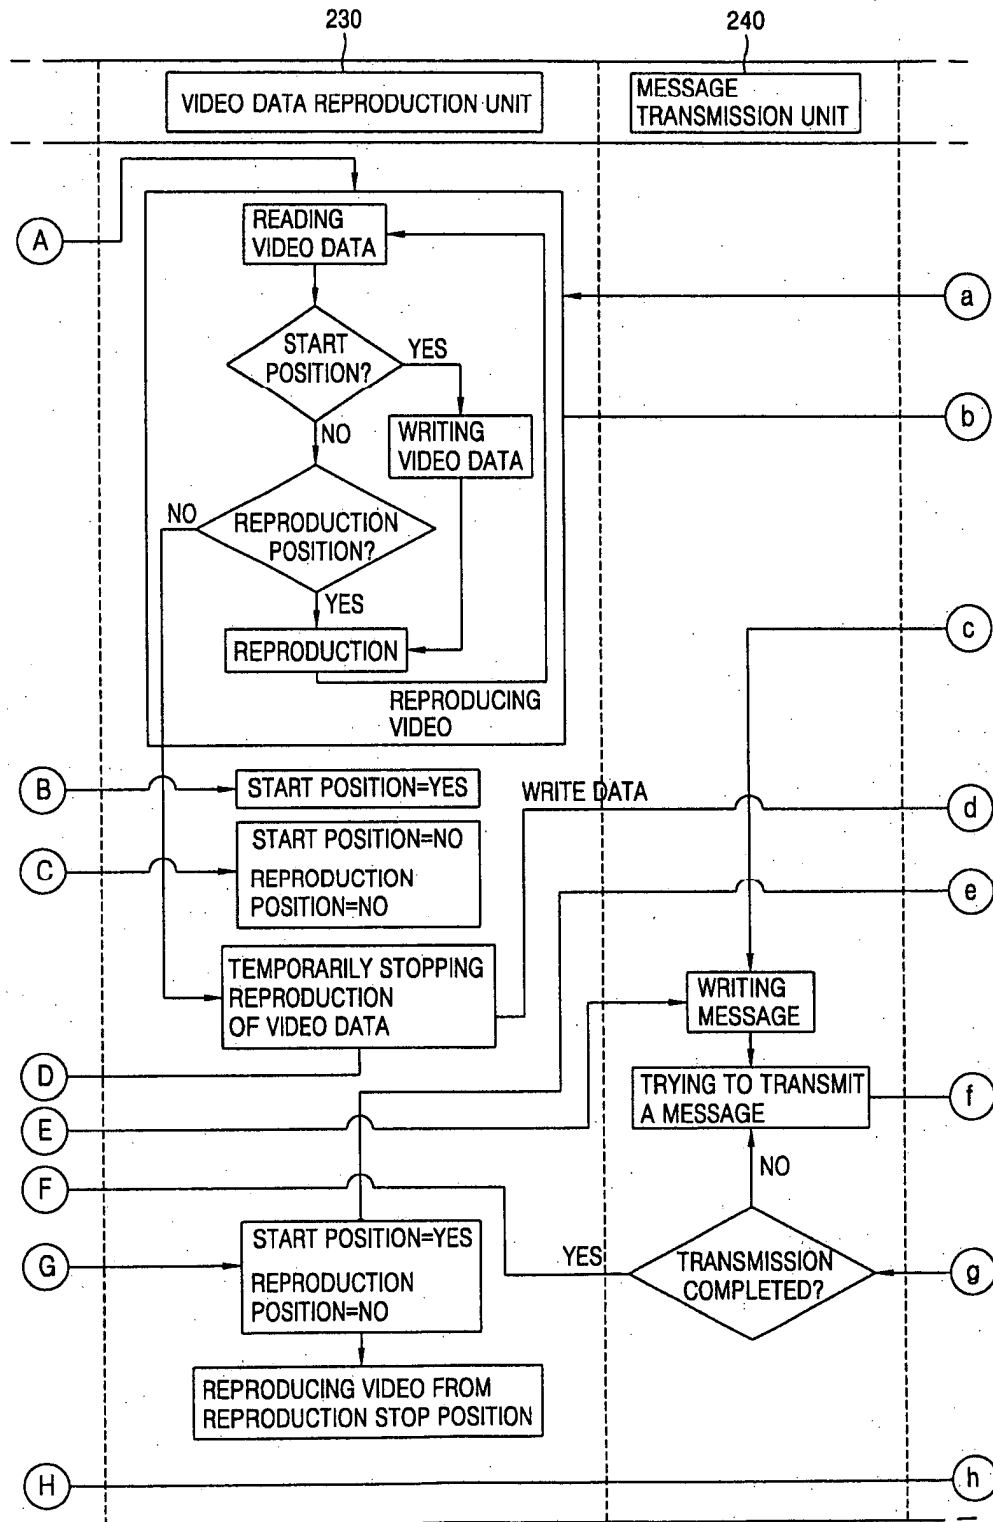 230
240
VIDEO DATA REPRODUCTION UNIT
MESSAGE
TRANSMISSION UNIT
A
READING
VIDEO DATA
a
START
POSITION?
YES
NO
b
WRITING
VIDEO DATA
NO
REPRODUCTION
POSITION?
YES
c
REPRODUCTION
REPRODUCING
VIDEO
B
START POSITION=YES
WRITE DATA
d
C
START POSITION=NO
REPRODUCTION
POSITION=NO
e
TEMPORARILY STOPPING
REPRODUCTION
OF VIDEO DATA
WRITING
MESSAGE
D
TRYING TO TRANSMIT
A MESSAGE
f
E
NO
F
START POSITION=YES
REPRODUCTION
POSITION=NO
G
YES
TRANSMISSION
COMPLETED?
g
REPRODUCING VIDEO FROM
REPRODUCTION STOP POSITION
H
h